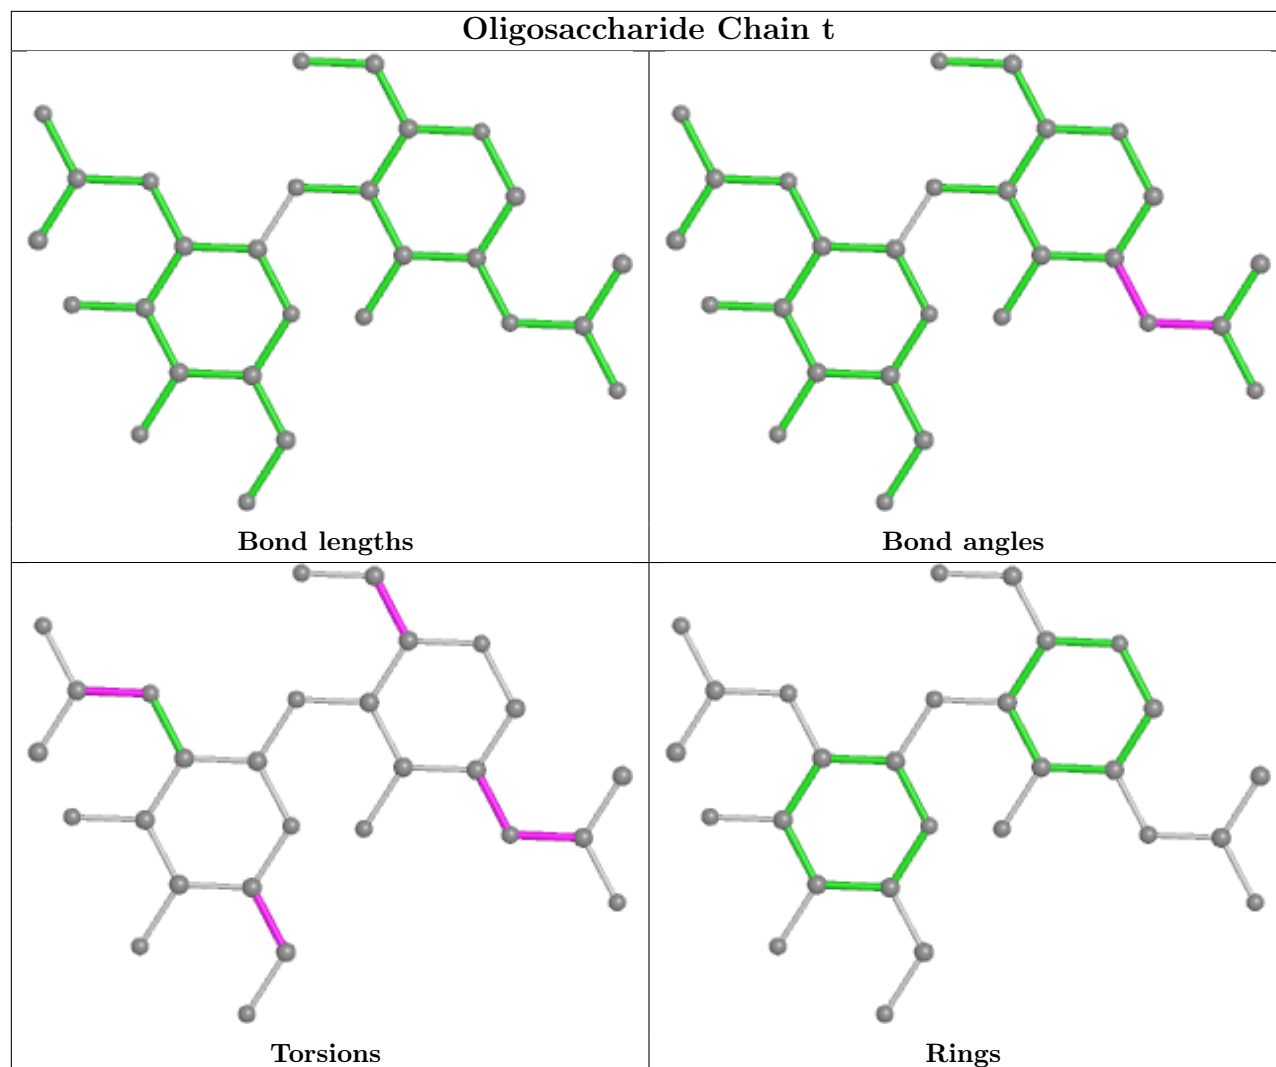 Oligosaccharide Chain t
Bond lengths
Bond angles
Torsions
Rings